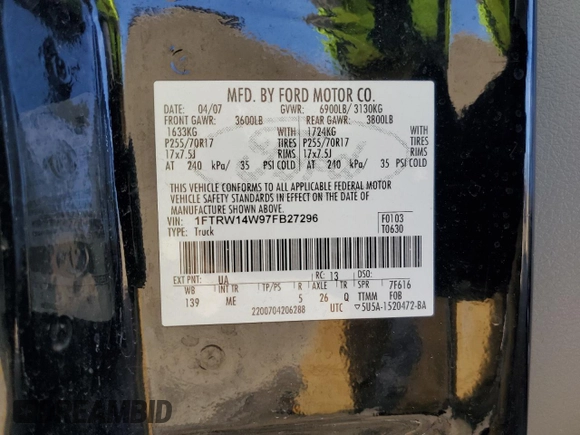 MFD. BY FORD MOTOR CO.
DATE: 04/07 GVWR: 6900LB/ 3130KG
FRONT GAWR: 3600LB REAR GAWR: 3800LB
1633KG WITH 1724KG WITH
P255/70R17 TIRES P255/70R17 TIRES
17x7.5J RIMS 17x7.5J RIMS
AT 240 kPa/ 35 PSI COLD AT 240 kPa/ 35 PSI COLD
THIS VEHICLE CONFORMS TO ALL APPLICABLE FEDERAL MOTOR
VEHICLE SAFETY STANDARDS IN EFFECT ON THE DATE OF
MANUFACTURE SHOWN ABOVE.
VIN: 1FTRW14W97FB27296 F0103
TYPE: Truck T0630
EXT PNT: UA RC: 13 DSO:
WB INT TR TP/PS R AXLE TR SPR 7F616
139 ME 5 26 Q TTMM FOB
2200704206288 UTC ▽5U5A-1520472-BA
DREAMBID